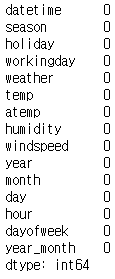 datetime 0
season 0
holiday 0
workingday 0
weather 0
temp 0
atemp 0
humidity 0
windspeed 0
year 0
month 0
day 0
hour 0
dayofweek 0
year_month 0
dtype: int64